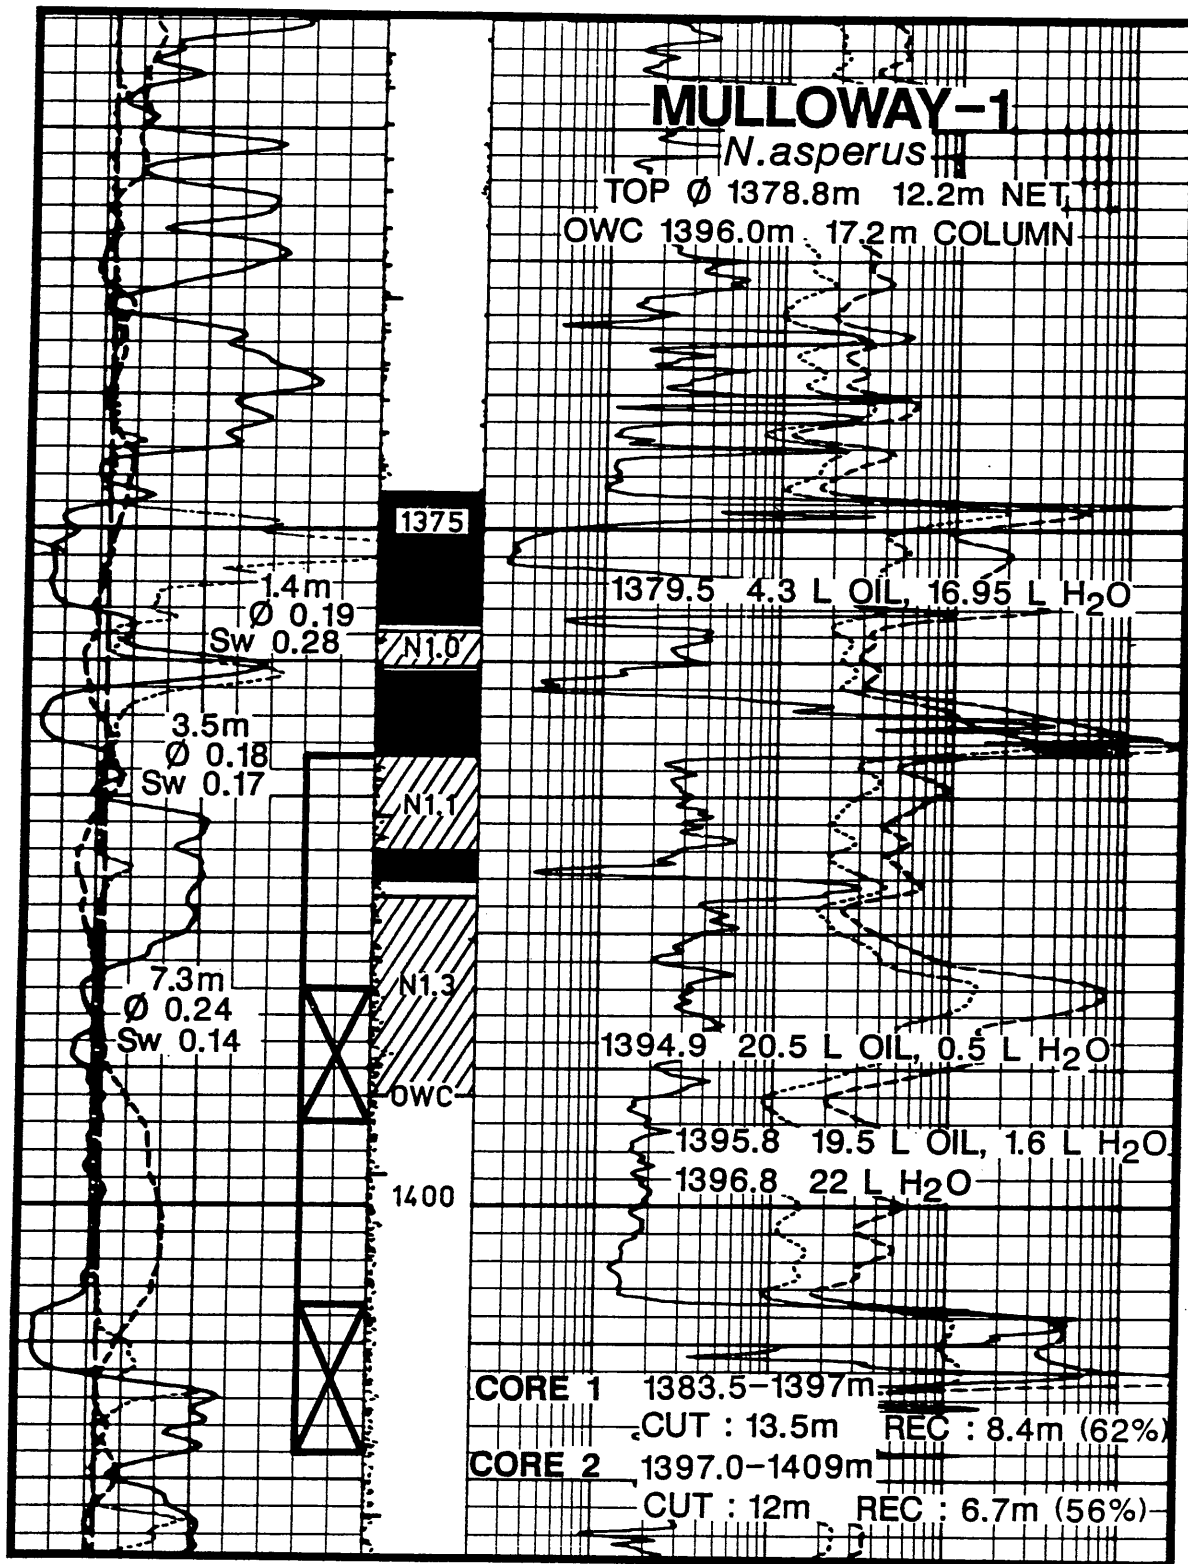 MULLOWAY-1
N.asperus
TOP Ø 1378.8m 12.2m NET
OWC 1396.0m 17.2m COLUMN
1375
1379.5 4.3 L OIL, 16.95 L H₂O
1.4m
Ø 0.19
Sw 0.28
N1.0
3.5m
Ø 0.18
Sw 0.17
N1.1
7.3m
Ø 0.24
Sw 0.14
N1.3
1394.9 20.5 L OIL, 0.5 L H₂O
OWC
1395.8 19.5 L OIL, 1.6 L H₂O
1396.8 22 L H₂O
1400
CORE 1 1383.5-1397m
CUT : 13.5m REC : 8.4m (62%)
CORE 2 1397.0-1409m
CUT : 12m REC : 6.7m (56%)